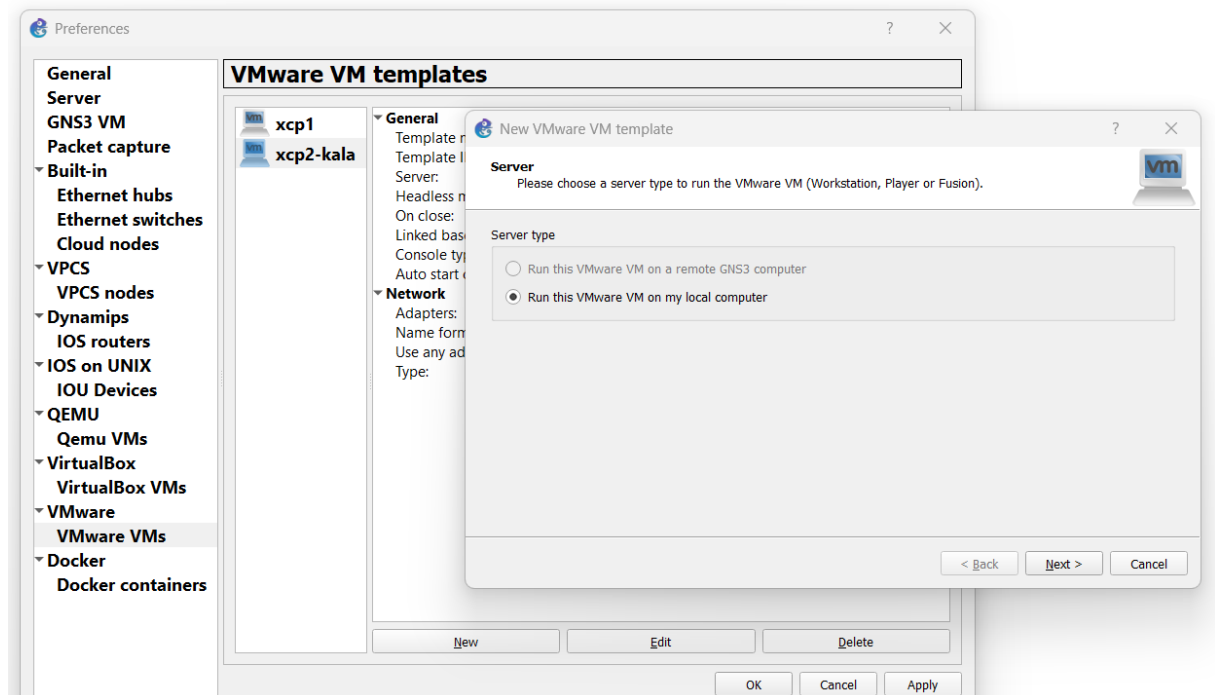 Preferences
?
General
Server
GNS3 VM
Packet capture
Built-in
Ethernet hubs
Ethernet switches
Cloud nodes
VPCS
VPCS nodes
Dynamips
IOS routers
IOS on UNIX
IOU Devices
QEMU
Qemu VMs
VirtualBox
VirtualBox VMs
VMware
VMware VMs
Docker
Docker containers
VMware VM templates
vm xcp1
vm xcp2-kala
General
Template
Template
Server:
Headless
On close:
Linked
Console
Auto start
Network
Adapters:
Name
Use any
Type:
New
Edit
Delete
OK
Cancel
Apply
New VMware VM template
?
Server
Please choose a server type to run the VMware VM (Workstation, Player or Fusion).
vm
Server type
Run this VMware VM on a remote GNS3 computer
Run this VMware VM on my local computer
< Back
Next >
Cancel